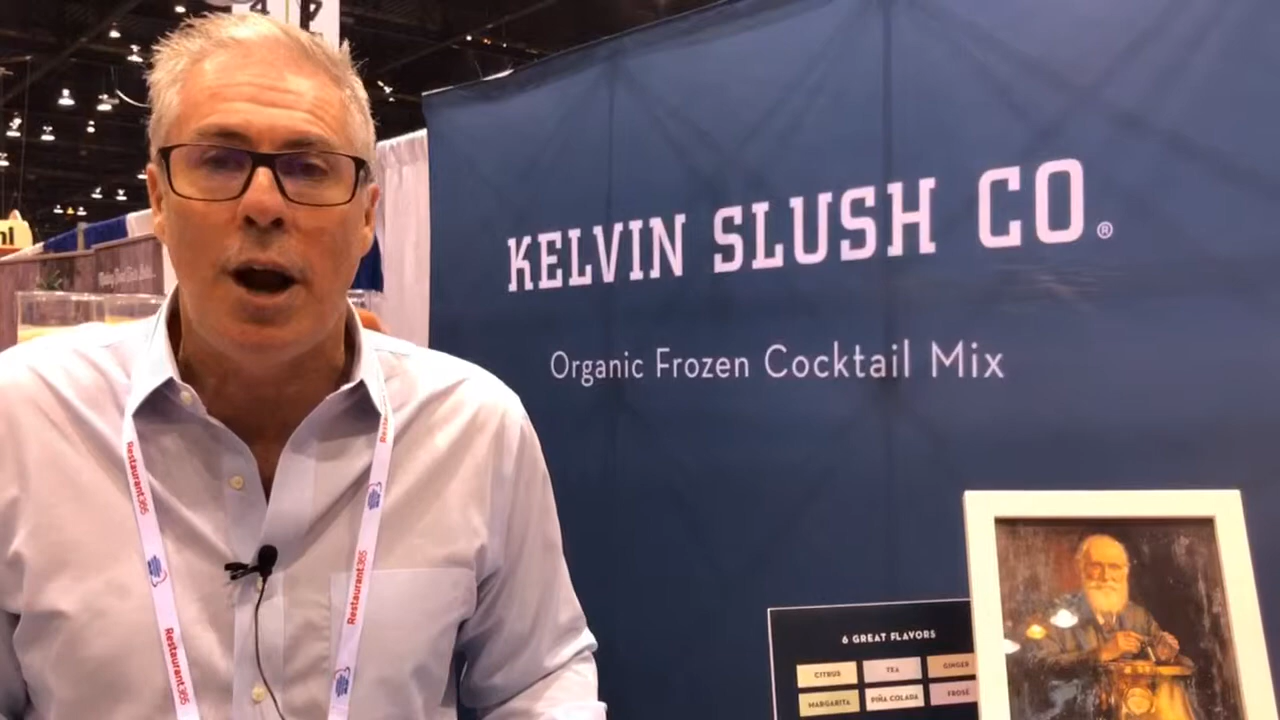 KELVIN SLUSH CO.®
Organic Frozen Cocktail Mix
6 GREAT FLAVORS
CITRUS
TEA
GINGER
MARGARITA
PIÑA COLADA
FROSÉ
Restaurant365
Restaurant365
Restaurant365